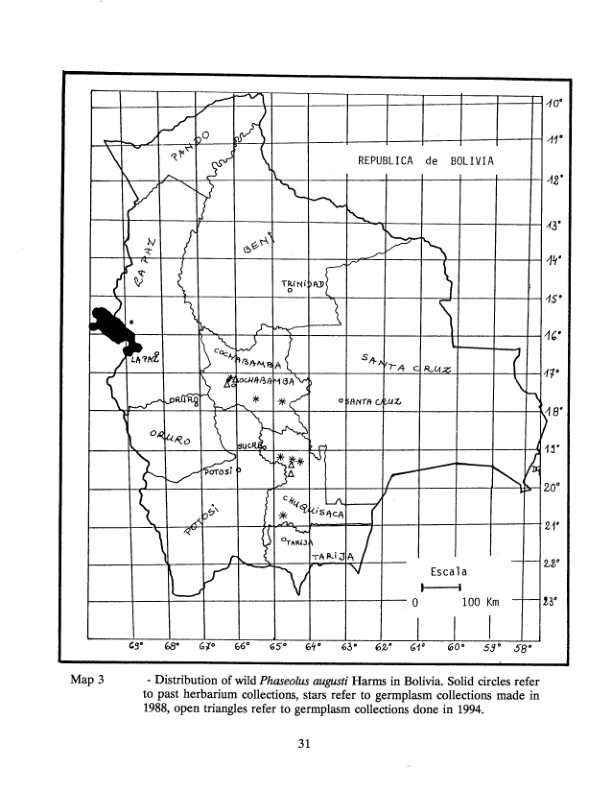 REPUBLICA de BOLIVIA
PANDO
LA PAZ
BENI
TRINIDAD
LA PAZ
COCHABAMBA
COCHABAMBA
SANTA CRUZ
SANTA CRUZ
ORURO
ORURO
SUCRE
POTOSI
POTOSÍ
CHUQUISACA
TARIJA
TARIJA
Escala
0 100 Km
10°
11°
12°
13°
14°
15°
16°
17°
18°
19°
20°
21°
22°
23°
69° 68° 67° 66° 65° 64° 63° 62° 61° 60° 59° 58°
Map 3 - Distribution of wild Phaseolus augusti Harms in Bolivia. Solid circles refer
to past herbarium collections, stars refer to germplasm collections made in
1988, open triangles refer to germplasm collections done in 1994.
31